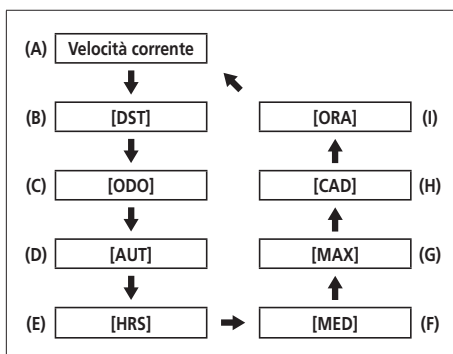 (A) Velocità corrente
(B) [DST] [ORA] (I)
(C) [ODO] [CAD] (H)
(D) [AUT] [MAX] (G)
(E) [HRS] [MED] (F)